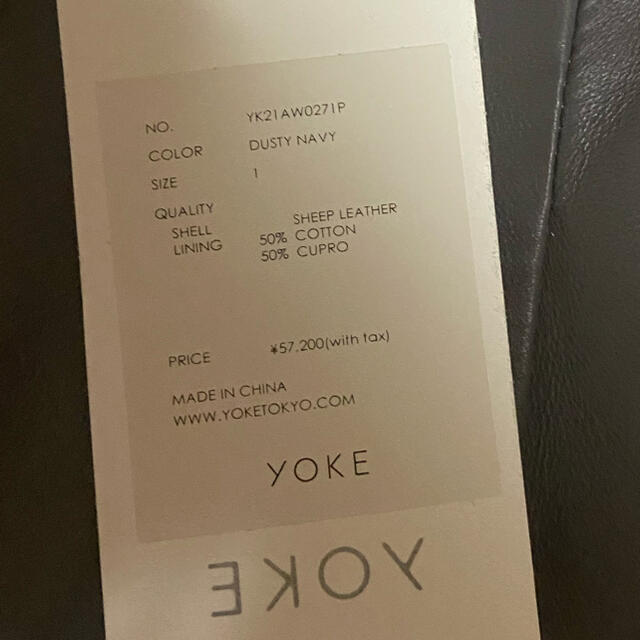 NO. YK21AW0271P
COLOR DUSTY NAVY
SIZE 1
QUALITY
SHELL SHEEP LEATHER
LINING 50% COTTON
50% CUPRO
PRICE ¥57,200(with tax)
MADE IN CHINA
WWW.YOKETOKYO.COM
YOKE
YOKE